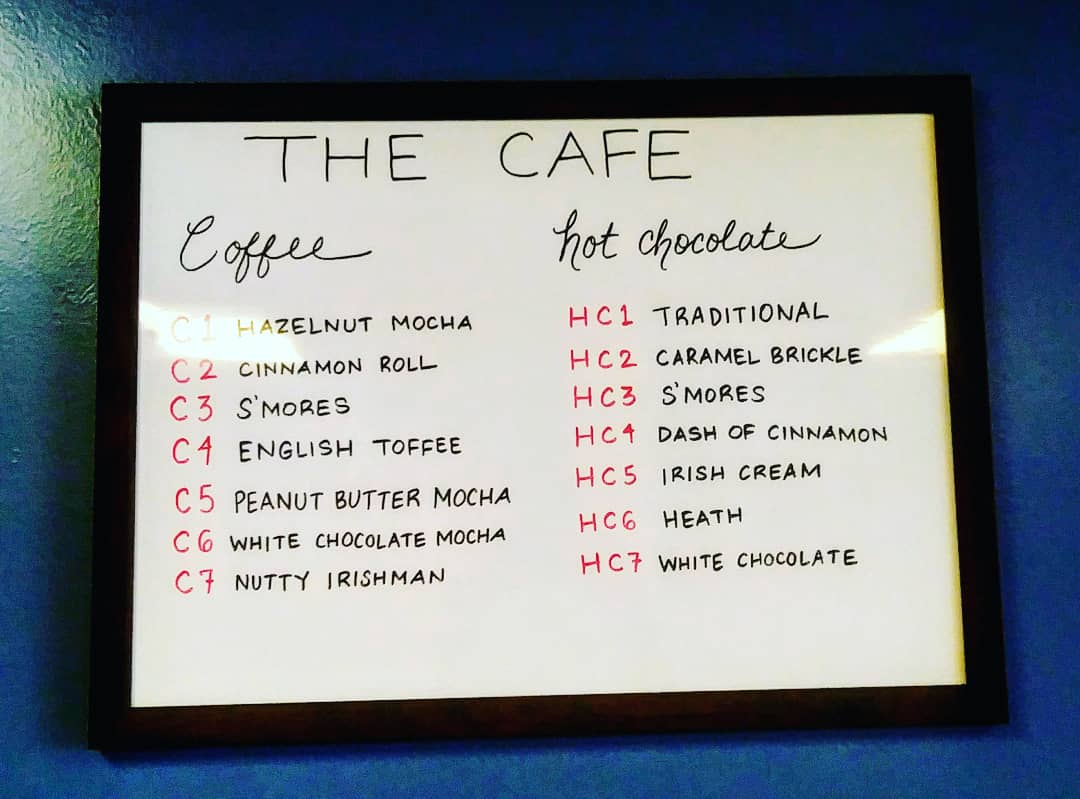 THE CAFE
Coffee
C1 HAZELNUT MOCHA
C2 CINNAMON ROLL
C3 S'MORES
C4 ENGLISH TOFFEE
C5 PEANUT BUTTER MOCHA
C6 WHITE CHOCOLATE MOCHA
C7 NUTTY IRISHMAN
hot chocolate
HC1 TRADITIONAL
HC2 CARAMEL BRICKLE
HC3 S'MORES
HC4 DASH OF CINNAMON
HC5 IRISH CREAM
HC6 HEATH
HC7 WHITE CHOCOLATE